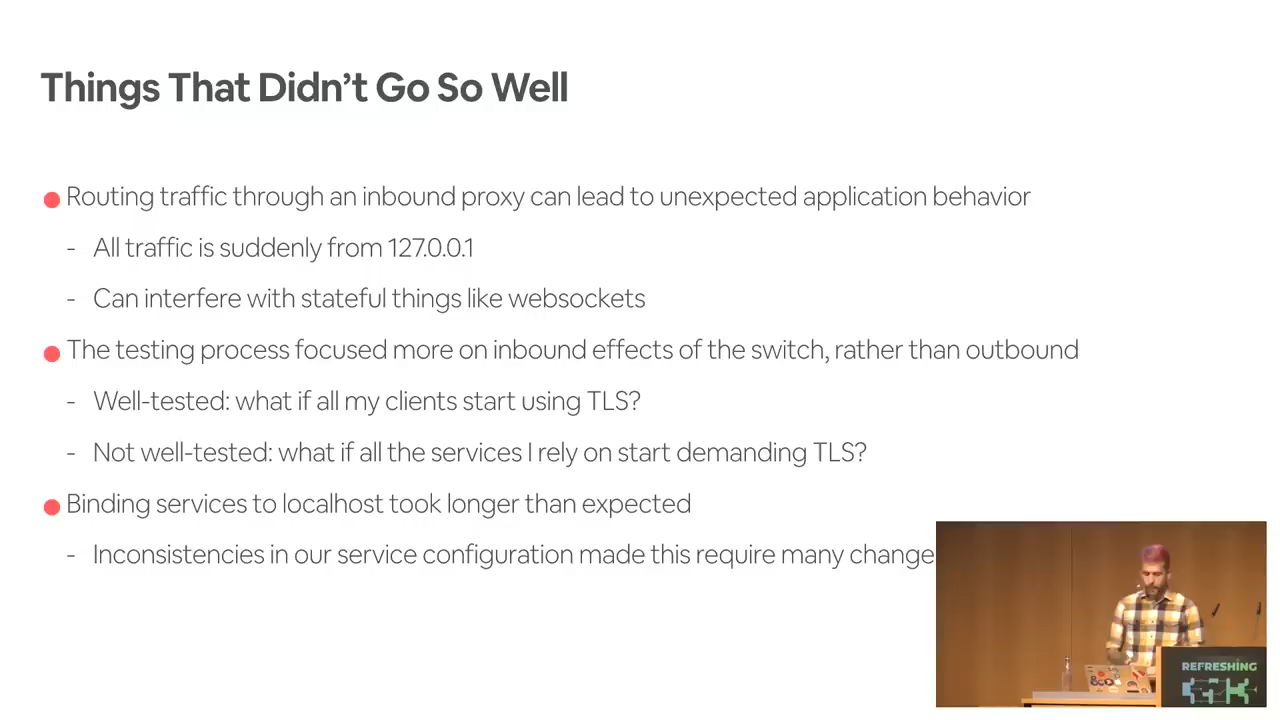 Things That Didn't Go So Well
Routing traffic through an inbound proxy can lead to unexpected application behavior
- All traffic is suddenly from 127.0.0.1
- Can interfere with stateful things like websockets
The testing process focused more on inbound effects of the switch, rather than outbound
- Well-tested: what if all my clients start using TLS?
- Not well-tested: what if all the services I rely on start demanding TLS?
Binding services to localhost took longer than expected
- Inconsistencies in our service configuration made this require many change
REFRESHING